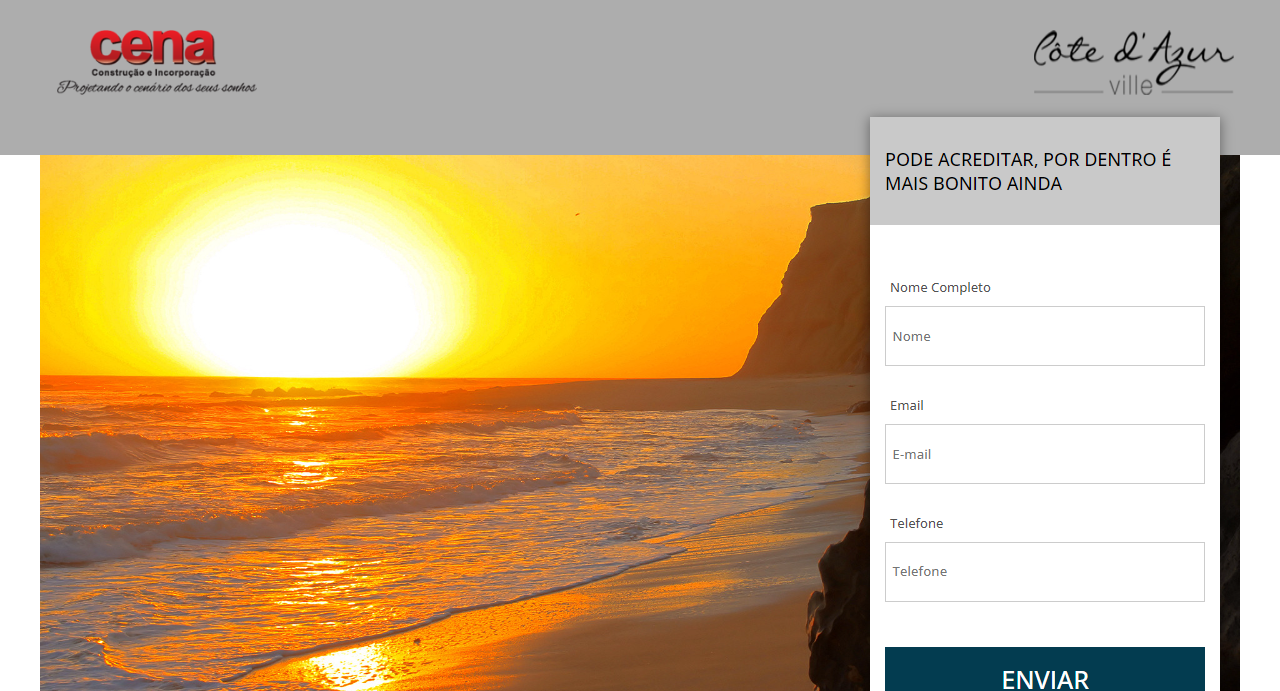 cena
Construção e Incorporação
Projetando o cenário dos seus sonhos
Côte d'Azur
ville
PODE ACREDITAR, POR DENTRO É
MAIS BONITO AINDA
Nome Completo
Nome
Email
E-mail
Telefone
Telefone
ENVIAR